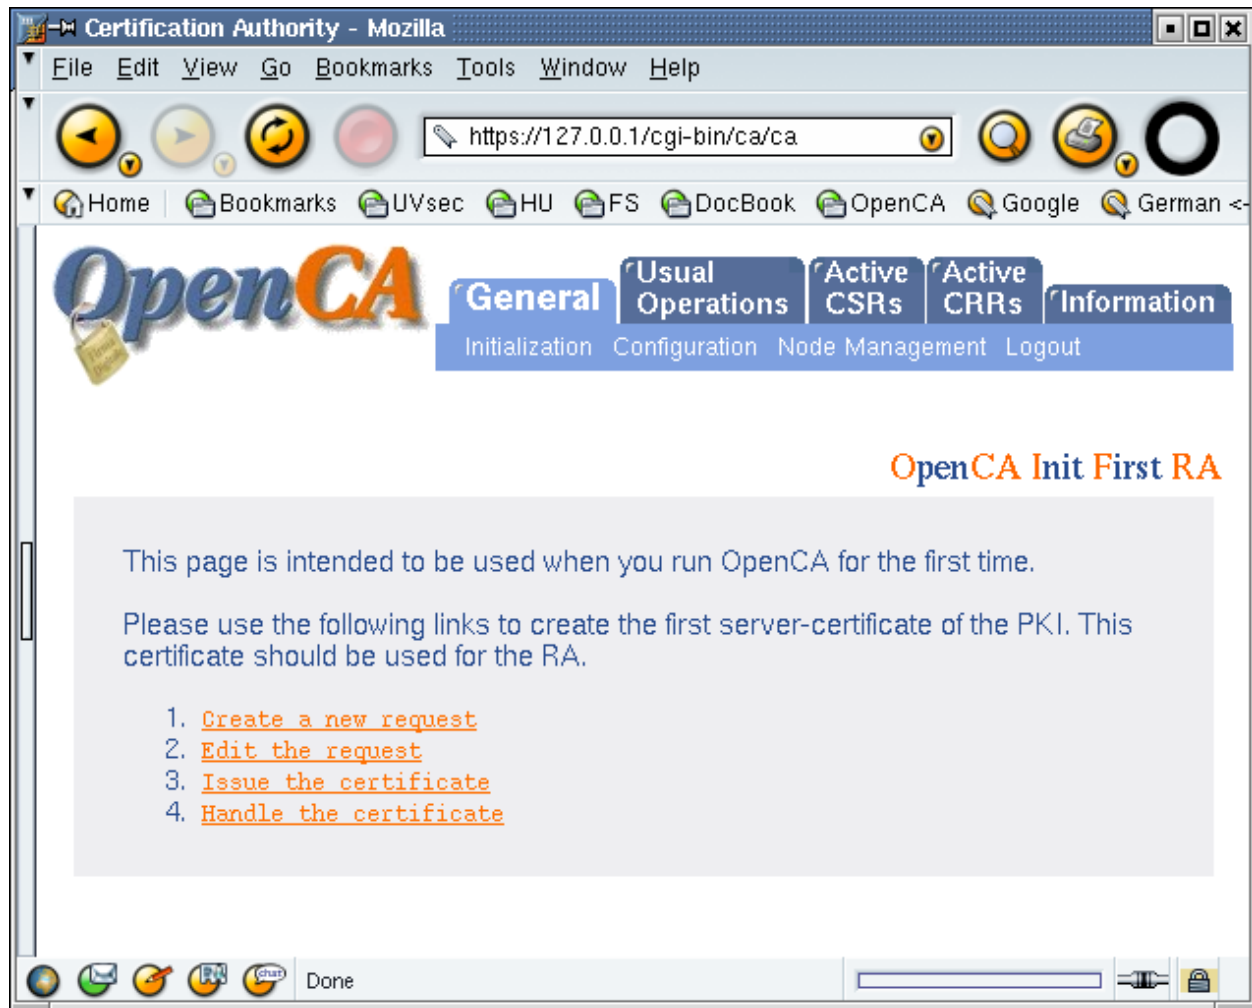 Certification Authority - Mozilla
File Edit View Go Bookmarks Tools Window Help
https://127.0.0.1/cgi-bin/ca/ca
Home Bookmarks UVsec HU FS DocBook OpenCA Google German <-
OpenCA
General Usual Operations Active CSRs Active CRRs Information
Initialization Configuration Node Management Logout
OpenCA Init First RA
This page is intended to be used when you run OpenCA for the first time.
Please use the following links to create the first server-certificate of the PKI. This
certificate should be used for the RA.
1. Create a new request
2. Edit the request
3. Issue the certificate
4. Handle the certificate
chat
Done